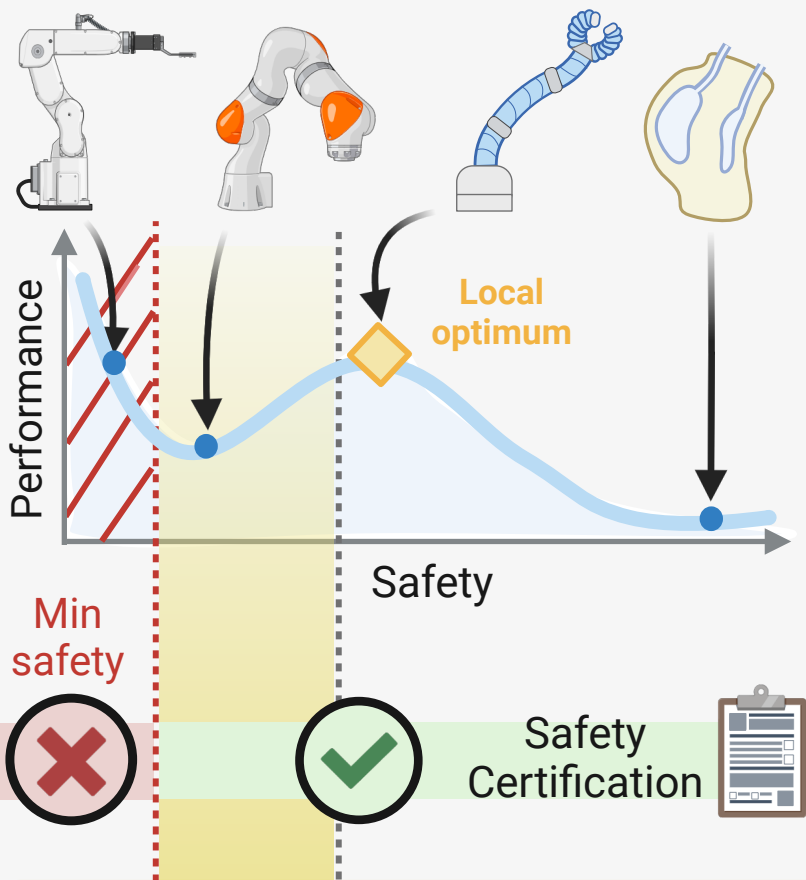 Local
optimum
Performance
Safety
Min
safety
Safety
Certification